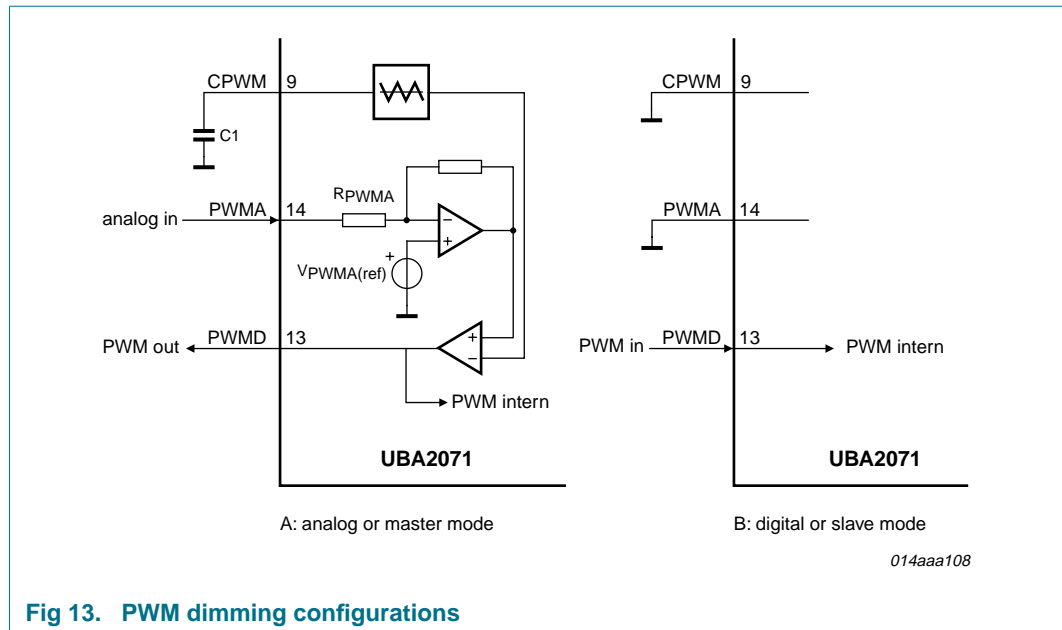 CPWM 9
C1
RPWMA
analog in PWMA 14
−
+
+
VPWMA(ref)
PWM out PWMD 13
+
−
PWM intern
UBA2071
A: analog or master mode
CPWM 9
PWMA 14
PWM in PWMD 13 PWM intern
UBA2071
B: digital or slave mode
014aaa108
Fig 13. PWM dimming configurations